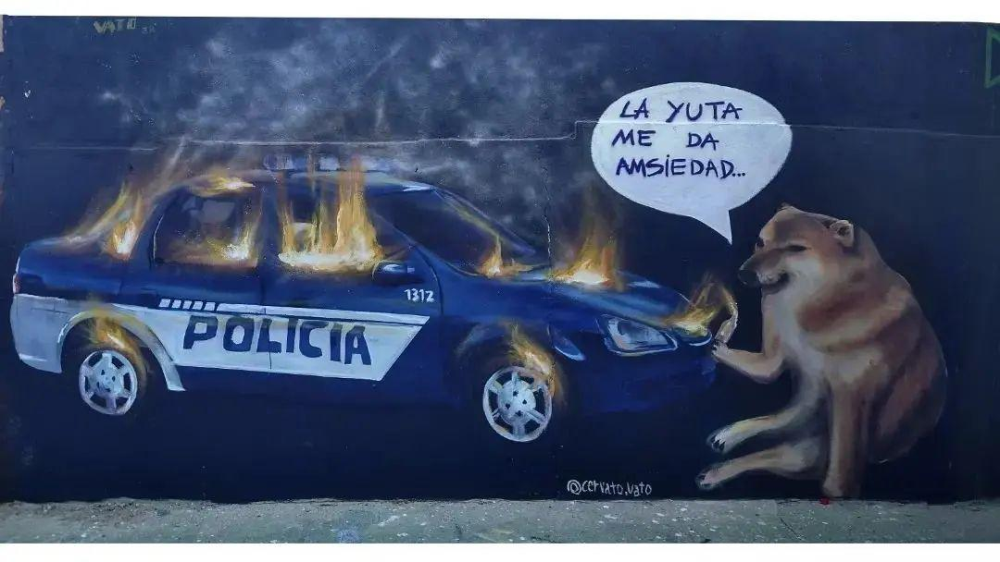 VATO
LA YUTA
ME DA
AMSIEDAD...
1312
POLICIA
@cervato.vato